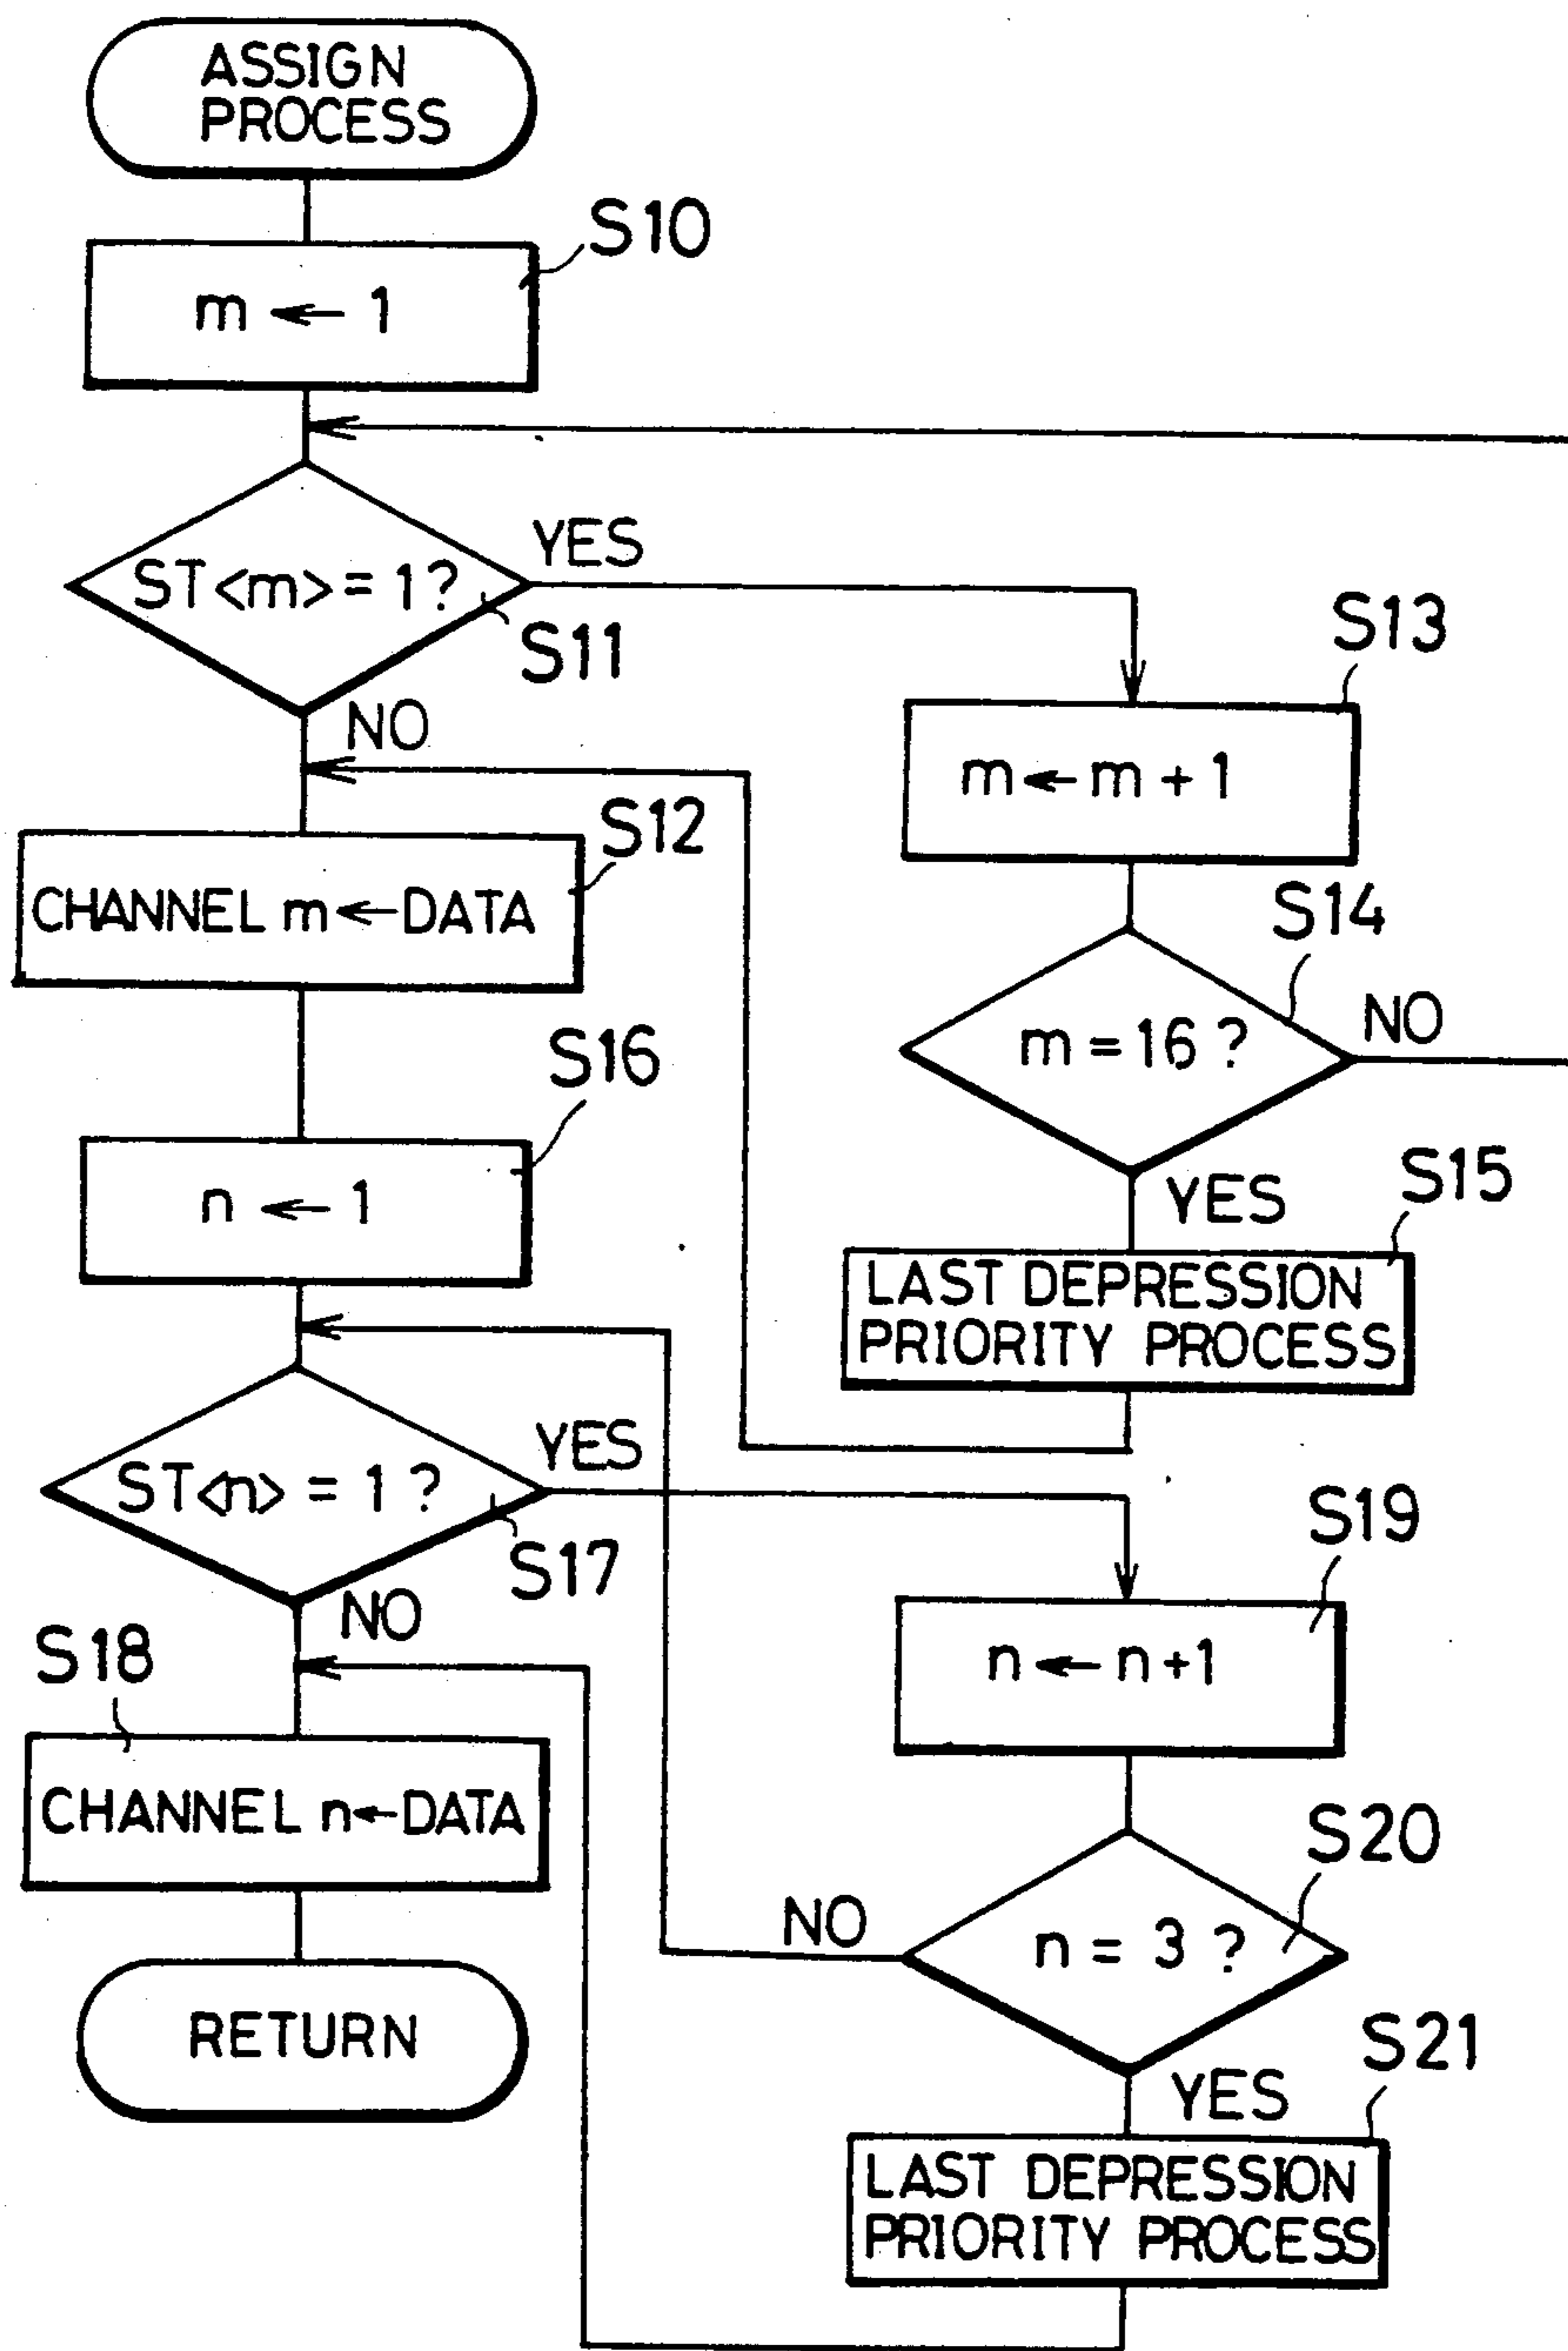 ASSIGN
PROCESS
S10
m ← 1
YES
ST<m> = 1 ?
S11
S13
NO
m ← m + 1
S12
CHANNEL m ← DATA
S14
m = 16 ?
NO
S16
n ← 1
YES
S15
LAST DEPRESSION
PRIORITY PROCESS
YES
ST<n> = 1 ?
S17
S19
NO
n ← n + 1
S18
CHANNEL n ← DATA
S20
NO
n = 3 ?
RETURN
S21
YES
LAST DEPRESSION
PRIORITY PROCESS